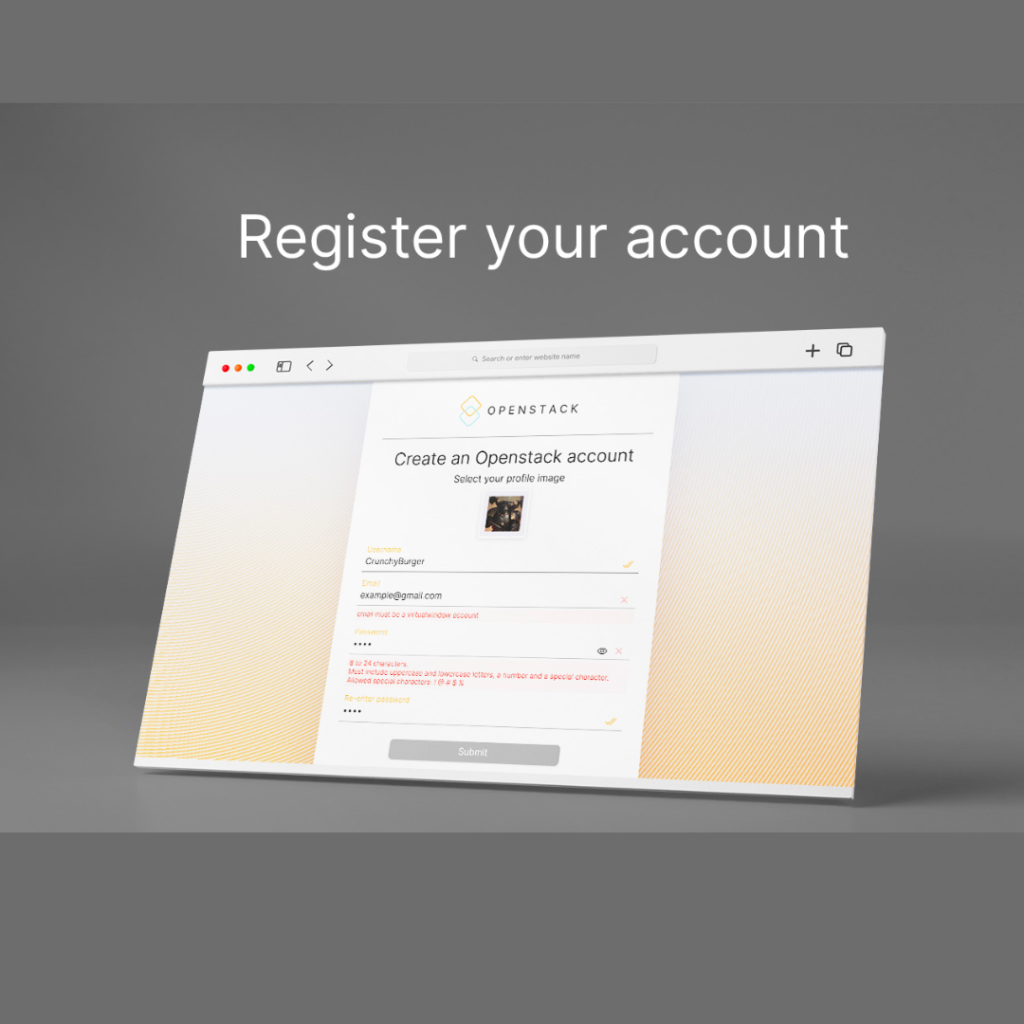 Register your account
Search or enter website name
OPENSTACK
Create an Openstack account
Select your profile image
Username
CrunchyBurger
Email
example@gmail.com
email must be a virtualwindow account
Password
••••
8 to 24 characters.
Must include uppercase and lowercase letters, a number and a special character.
Allowed special characters: ! @ # $ %
Re-enter password
••••
Submit